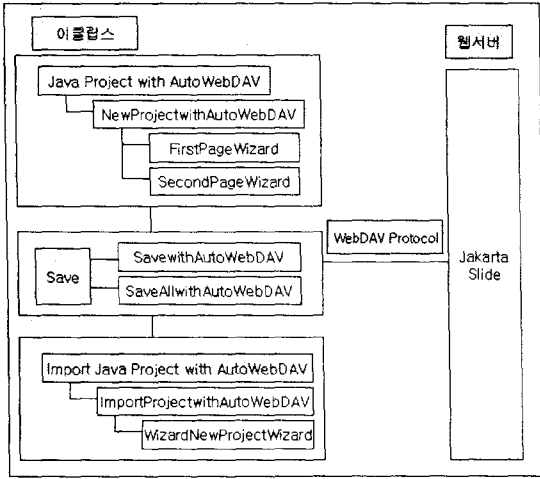 이클립스
웹서버
Java Project with AutoWebDAV
NewProjectwithAutoWebDAV
FirstPageWizard
SecondPageWizard
Save
SavewithAutoWebDAV
SaveAllwithAutoWebDAV
WebDAV Protocol
Jakarta
Slide
Import Java Project with AutoWebDAV
ImportProjectwithAutoWebDAV
WizardNewProjectWizard